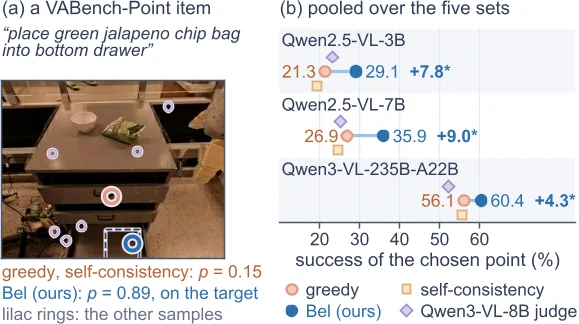 (a) a VABench-Point item
“place green jalapeno chip bag
into bottom drawer”
greedy, self-consistency: p = 0.15
Bel (ours): p = 0.89, on the target
lilac rings: the other samples
(b) pooled over the five sets
Qwen2.5-VL-3B
21.3 29.1 +7.8*
Qwen2.5-VL-7B
26.9 35.9 +9.0*
Qwen3-VL-235B-A22B
56.1 60.4 +4.3*
20 30 40 50 60
success of the chosen point (%)
greedy self-consistency
Bel (ours) Qwen3-VL-8B judge